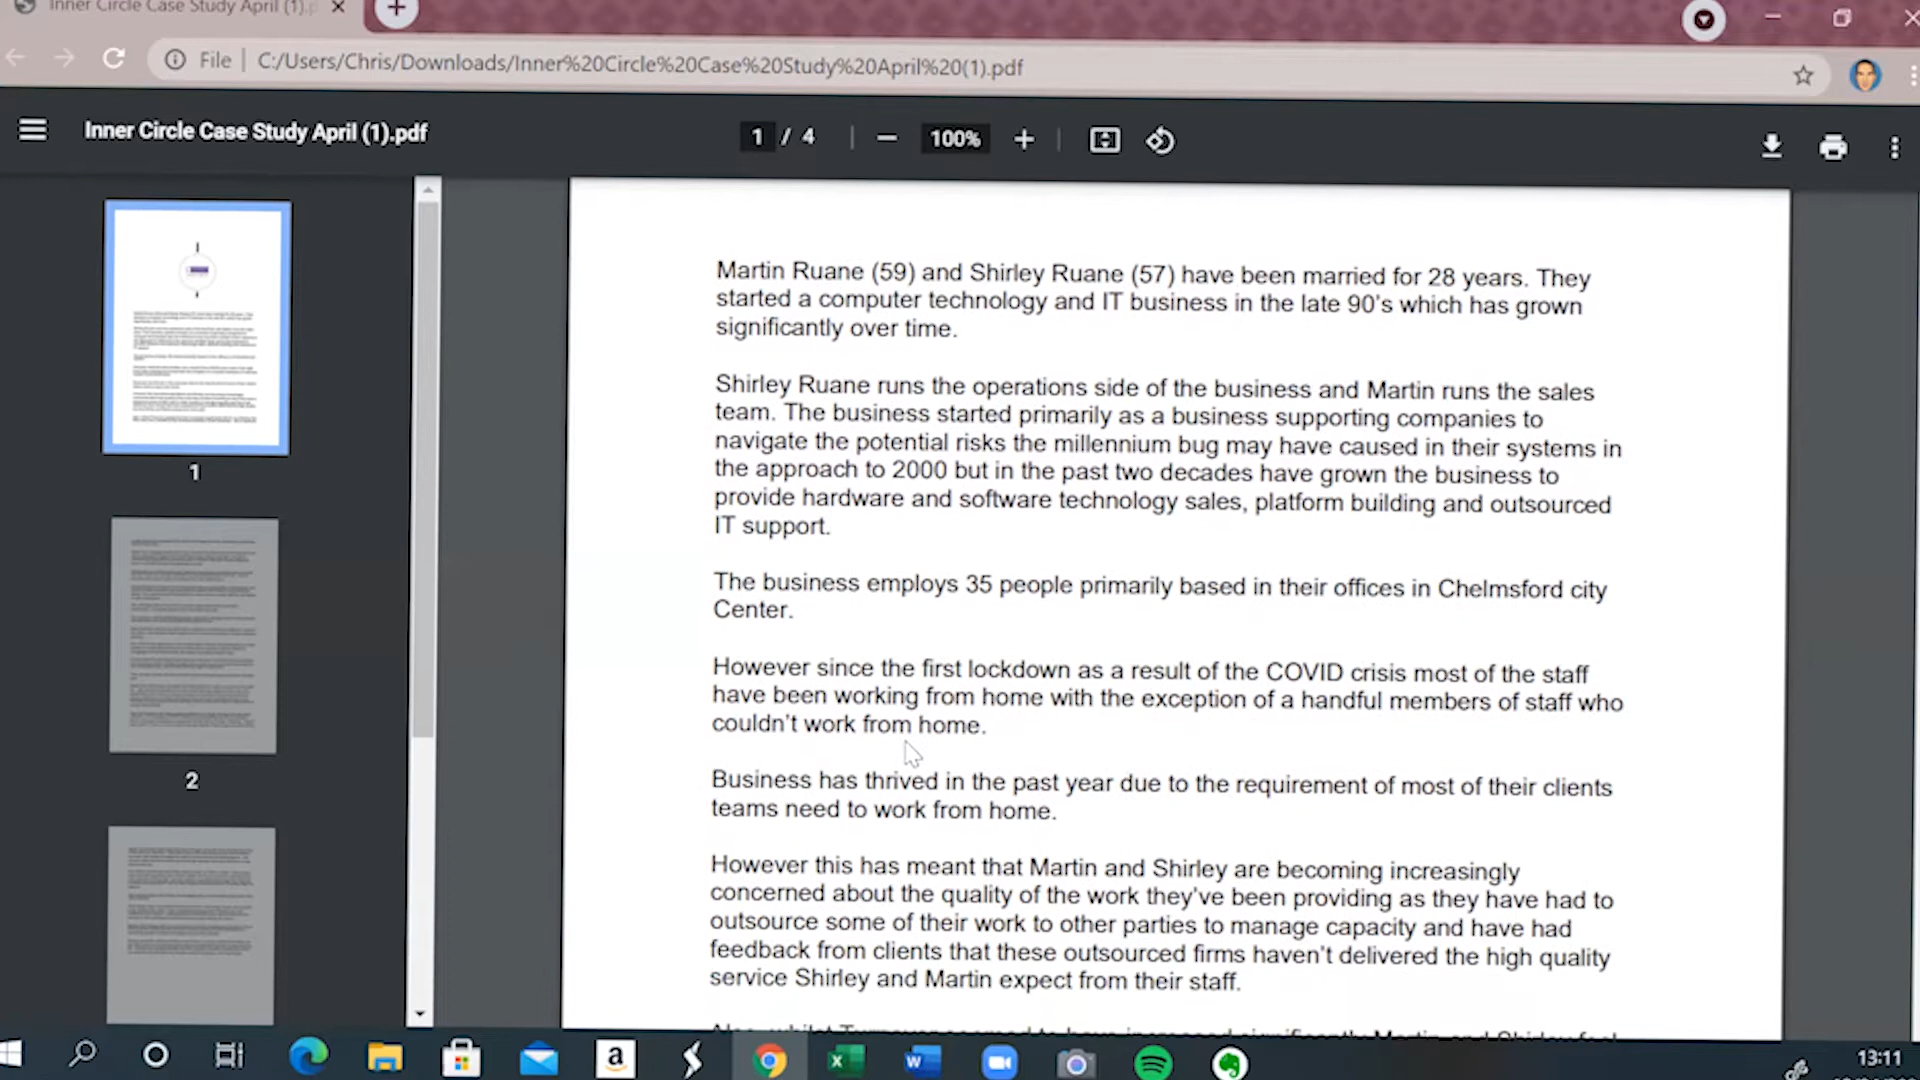 Inner Circle Case Study April (1).p
File
C:/Users/Chris/Downloads/Inner%20Circle%20Case%20Study%20April%20(1).pdf
Inner Circle Case Study April (1).pdf
1 / 4
100%
Martin Ruane (59) and Shirley Ruane (57) have been married for 28 years. They
started a computer technology and IT business in the late 90's which has grown
significantly over time.
Shirley Ruane runs the operations side of the business and Martin runs the sales
team. The business started primarily as a business supporting companies to
navigate the potential risks the millennium bug may have caused in their systems in
the approach to 2000 but in the past two decades have grown the business to
provide hardware and software technology sales, platform building and outsourced
IT support.
The business employs 35 people primarily based in their offices in Chelmsford city
Center.
However since the first lockdown as a result of the COVID crisis most of the staff
have been working from home with the exception of a handful members of staff who
couldn't work from home.
Business has thrived in the past year due to the requirement of most of their clients
teams need to work from home.
However this has meant that Martin and Shirley are becoming increasingly
concerned about the quality of the work they've been providing as they have had to
outsource some of their work to other parties to manage capacity and have had
feedback from clients that these outsourced firms haven't delivered the high quality
service Shirley and Martin expect from their staff.
1
2
13:11